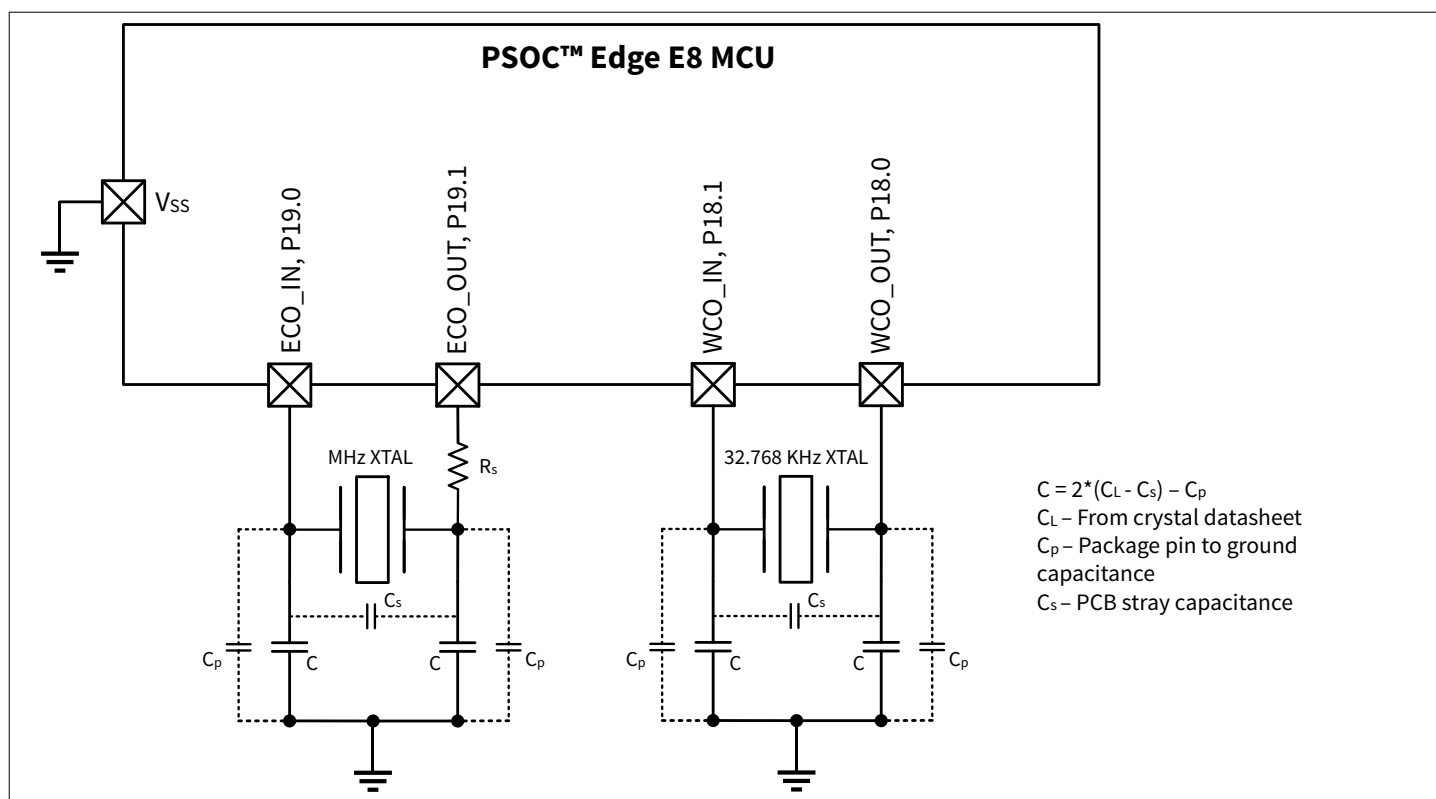 PSOC™ Edge E8 MCU
VSS
ECO_IN, P19.0
ECO_OUT, P19.1
WCO_IN, P18.1
WCO_OUT, P18.0
MHz XTAL
Rs
32.768 KHz XTAL
Cs
Cs
Cp
C
C
Cp
Cp
C
C
Cp
C = 2*(CL - Cs) – Cp
CL – From crystal datasheet
Cp – Package pin to ground
capacitance
Cs – PCB stray capacitance